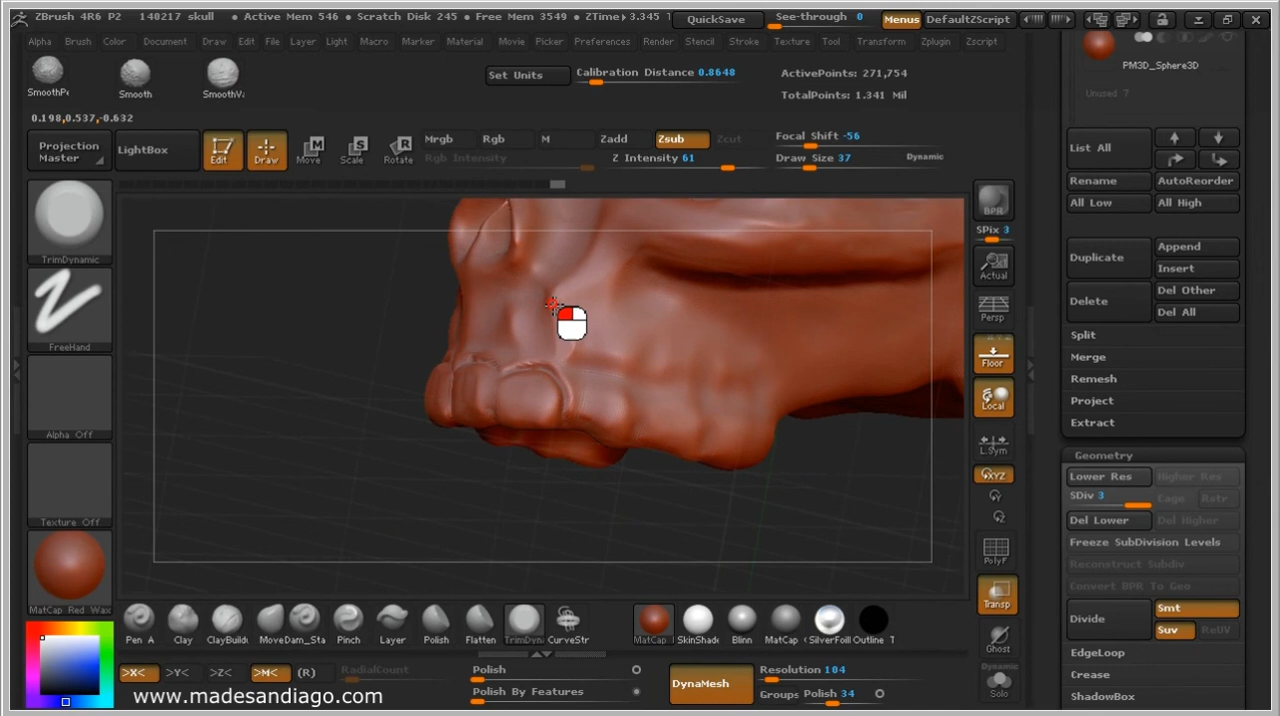 ZBrush 4R6 P2 140217 skull • Active Mem 546 • Scratch Disk 245 • Free Mem 3549 • ZTime 3.345 QuickSave See-through 0 Menus DefaultZScript
Alpha Brush Color Document Draw Edit File Layer Light Macro Marker Material Movie Picker Preferences Render Stencil Stroke Texture Tool Transform Zplugin Zscript
PM3D_Sphere3D
Unused 7
Smooth SmoothV
Set Units Calibration Distance 0.8648
ActivePoints: 271,754
TotalPoints: 1.341 Mil
0.198,0.537,-0.632
Projection
Master
LightBox
Edit Draw Move Scale Rotate
Mrgb Rgb M Zadd Zsub Zcut
Rgb Intensity Z Intensity 61
Focal Shift -56
Draw Size 37 Dynamic
List All
Rename AutoReorder
All Low All High
Duplicate Append
Insert
Delete Del Other
Del All
Split
Merge
Remesh
Project
Extract
Geometry
Lower Res Higher Res
SDiv 3 Cage Retr
Del Lower Del Higher
Freeze SubDivision Levels
Reconstruct Subdiv
Convert BPR To Geo
Divide Smt
Suv ReUV
EdgeLoop
Crease
ShadowBox
TrimDynamic
FreeHand
Alpha Off
Texture Off
MatCap Red Wax
BPR
SPix 3
Actual
Persp
Floor
Local
L.Sym
XYZ
PolyF
Transp
Ghost
Dynamic
Solo
Pen A Clay ClayBuild Move Dam_Sta Pinch Layer Polish Flatten TrimDyn CurveStr MatCap SkinShade Blinn MatCap SilverFoil Outline T
>X< >Y< >Z< >M< (R) RadialCount
Polish
Polish By Features
DynaMesh
Resolution 104
Groups Polish 34
www.madesandiago.com